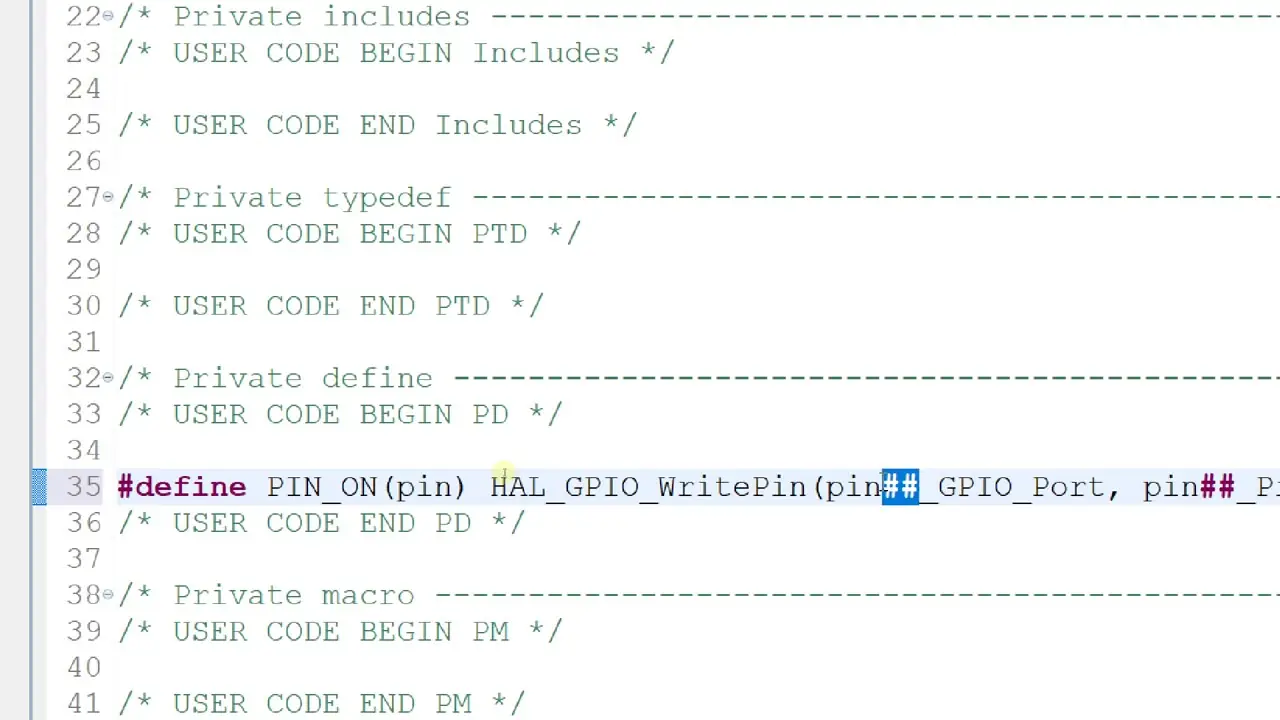 22 /* Private includes ------------------------------------------
23 /* USER CODE BEGIN Includes */
24
25 /* USER CODE END Includes */
26
27 /* Private typedef -------------------------------------------
28 /* USER CODE BEGIN PTD */
29
30 /* USER CODE END PTD */
31
32 /* Private define --------------------------------------------
33 /* USER CODE BEGIN PD */
34
35 #define PIN_ON(pin) HAL_GPIO_WritePin(pin##_GPIO_Port, pin##_Pi
36 /* USER CODE END PD */
37
38 /* Private macro ---------------------------------------------
39 /* USER CODE BEGIN PM */
40
41 /* USER CODE END PM */